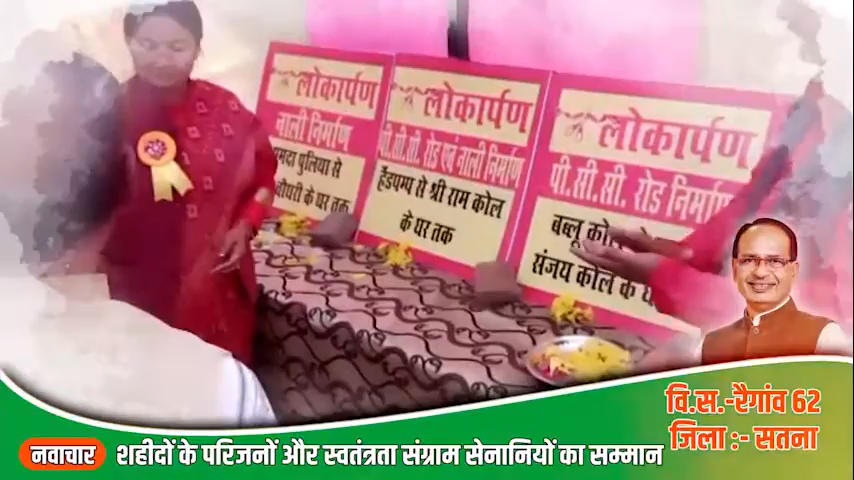 लोकार्पण
नाली निर्माण
पुलिया से
के घर तक
लोकार्पण
पी.सी.सी. रोड एवं नाली निर्माण
हैडपम्प से श्री राम कोल
के घर तक
लोकार्पण
पी.सी.सी. रोड निर्माण
बब्लू
संजय कोल के
वि.स.-रैगांव 62
जिला :- सतना
नवाचार
शहीदों के परिजनों और स्वतंत्रता संग्राम सेनानियों का सम्मान